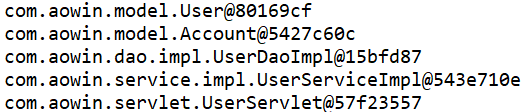 com.aowin.model.User@80169cf
com.aowin.model.Account@5427c60c
com.aowin.dao.impl.UserDaoImpl@15bfd87
com.aowin.service.impl.UserServiceImpl@543e710e
com.aowin.servlet.UserServlet@57f23557